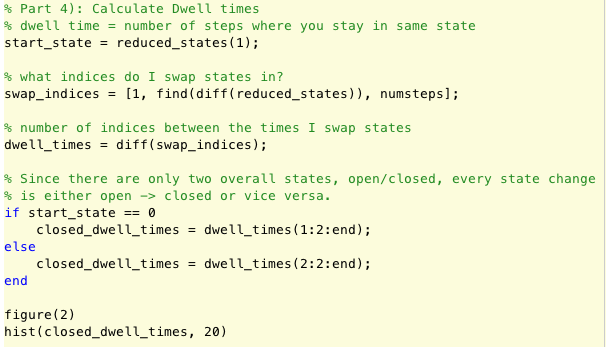 % Part 4): Calculate Dwell times
% dwell time = number of steps where you stay in same state
start_state = reduced_states(1);
% what indices do I swap states in?
swap_indices = [1, find(diff(reduced_states)), numsteps];
% number of indices between the times I swap states
dwell_times = diff(swap_indices);
% Since there are only two overall states, open/closed, every state change
% is either open -> closed or vice versa.
if start_state == 0
    closed_dwell_times = dwell_times(1:2:end);
else
    closed_dwell_times = dwell_times(2:2:end);
end
figure(2)
hist(closed_dwell_times, 20)